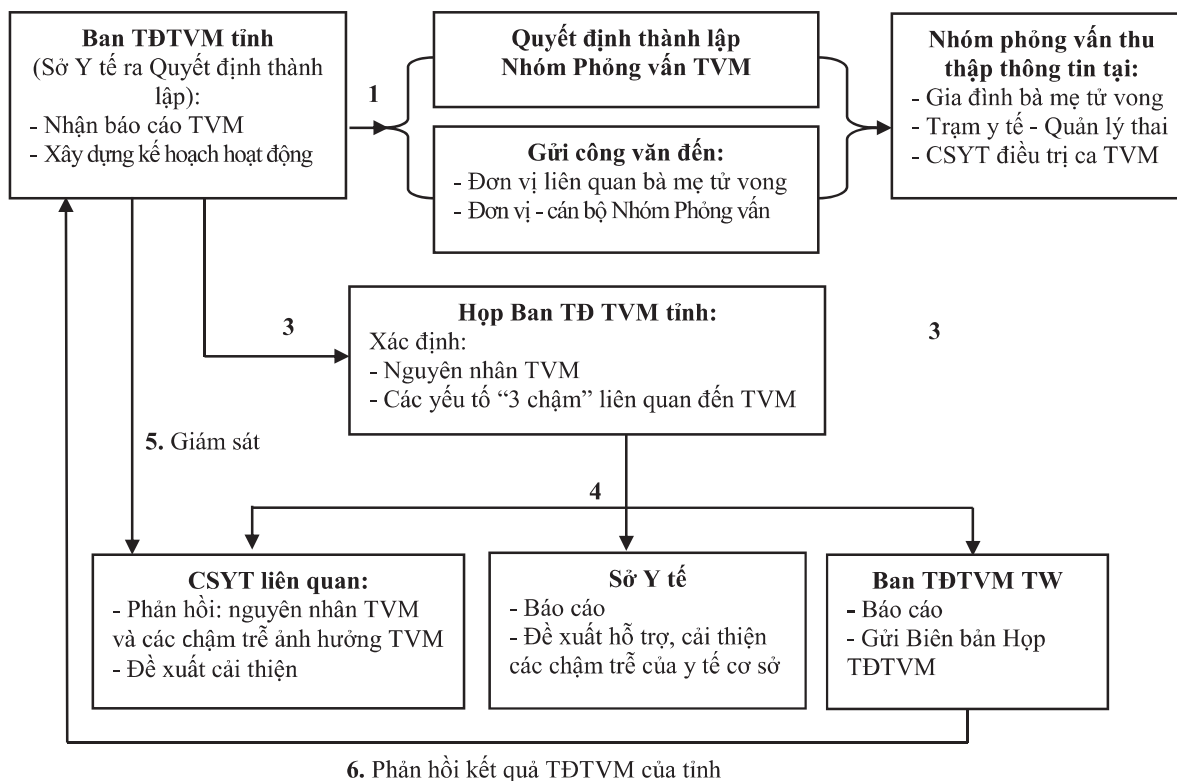 Ban TĐTVM tỉnh
(Sở Y tế ra Quyết định thành
lập):
- Nhận báo cáo TVM
- Xây dựng kế hoạch hoạt động
1
Quyết định thành lập
Nhóm Phỏng vấn TVM
Gửi công văn đến:
- Đơn vị liên quan bà mẹ tử vong
- Đơn vị - cán bộ Nhóm Phỏng vấn
Nhóm phỏng vấn thu
thập thông tin tại:
- Gia đình bà mẹ tử vong
- Trạm y tế - Quản lý thai
- CSYT điều trị ca TVM
3
Họp Ban TĐ TVM tỉnh:
Xác định:
- Nguyên nhân TVM
- Các yếu tố “3 chậm” liên quan đến TVM
3
5. Giám sát
4
CSYT liên quan:
- Phản hồi: nguyên nhân TVM
và các chậm trễ ảnh hưởng TVM
- Đề xuất cải thiện
Sở Y tế
- Báo cáo
- Đề xuất hỗ trợ, cải thiện
các chậm trễ của y tế cơ sở
Ban TĐTVM TW
- Báo cáo
- Gửi Biên bản Họp
TĐTVM
6. Phản hồi kết quả TĐTVM của tỉnh